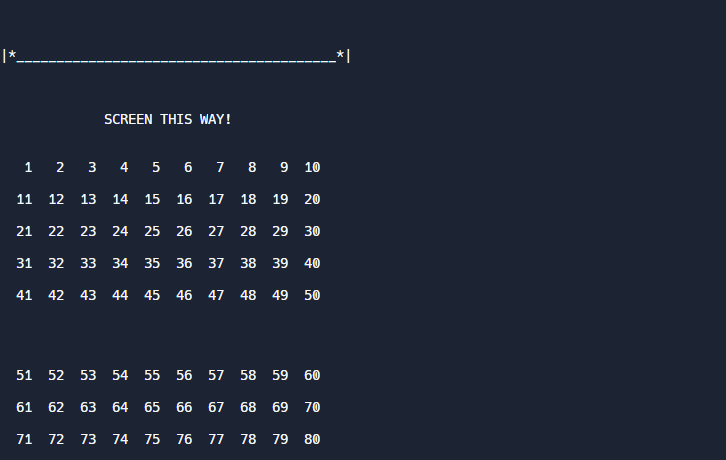 |*________________________________________*|
SCREEN THIS WAY!
1 2 3 4 5 6 7 8 9 10
11 12 13 14 15 16 17 18 19 20
21 22 23 24 25 26 27 28 29 30
31 32 33 34 35 36 37 38 39 40
41 42 43 44 45 46 47 48 49 50
51 52 53 54 55 56 57 58 59 60
61 62 63 64 65 66 67 68 69 70
71 72 73 74 75 76 77 78 79 80